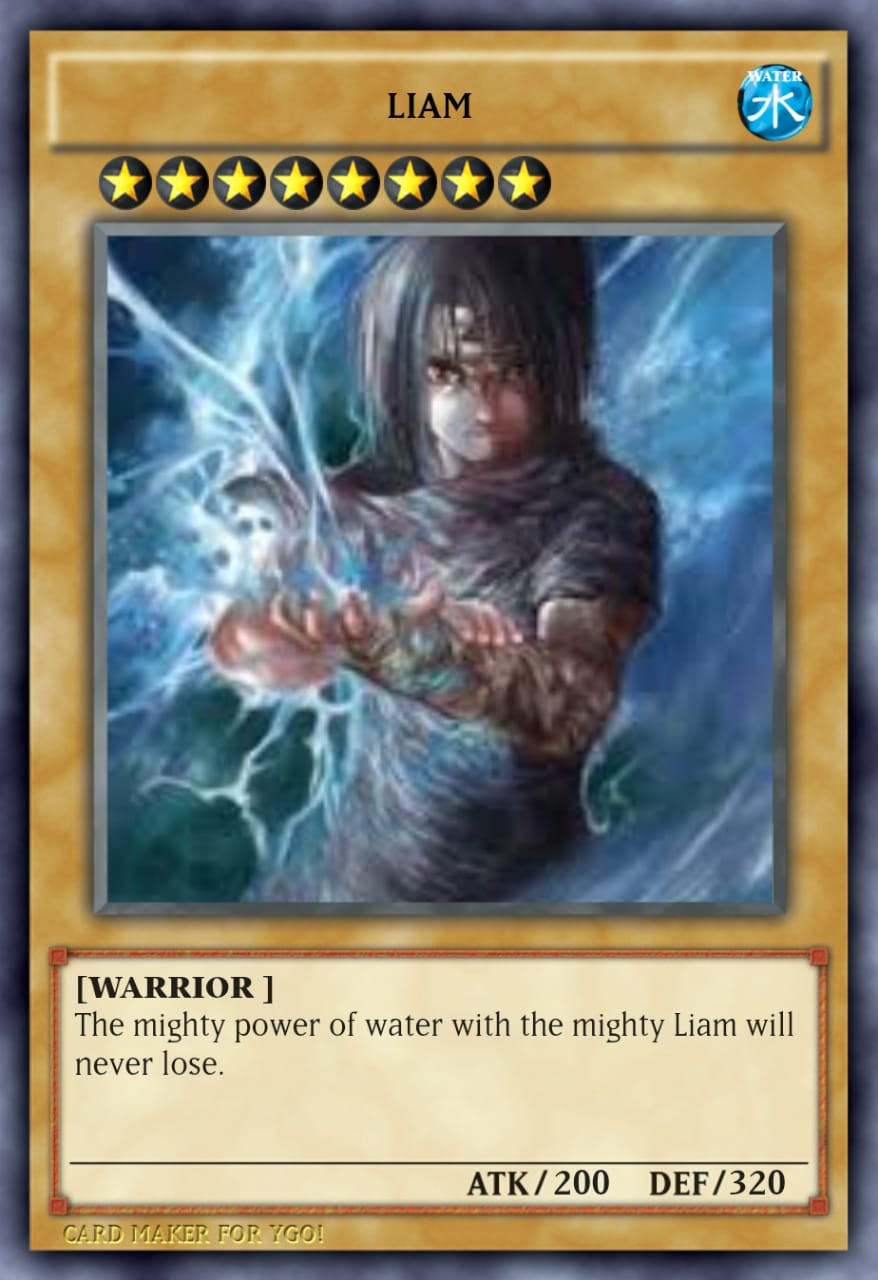 LIAM
WATER
水
[WARRIOR ]
The mighty power of water with the mighty Liam will
never lose.
ATK/200 DEF/320
CARD MAKER FOR YGO!